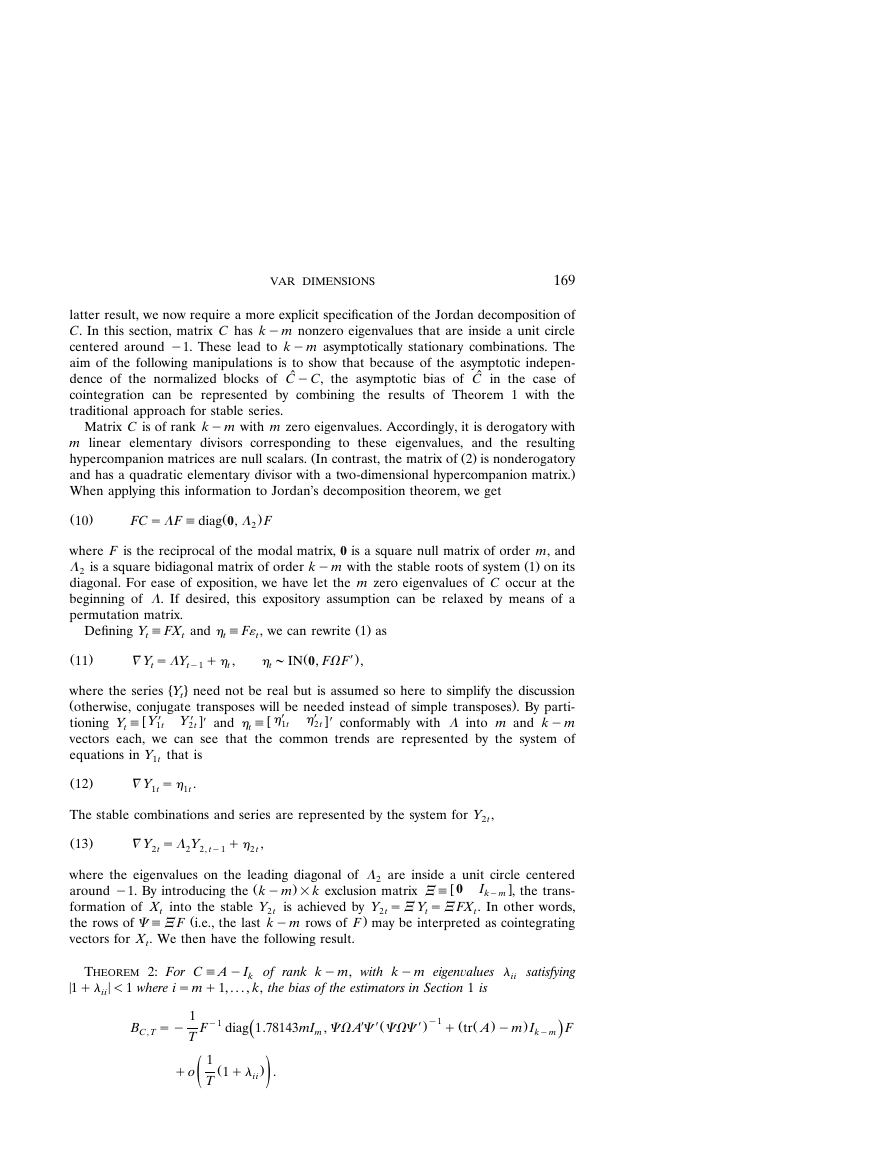 VAR DIMENSIONS 169
latter result, we now require a more explicit specification of the Jordan decomposition of
C. In this section, matrix C has k − m nonzero eigenvalues that are inside a unit circle
centered around −1. These lead to k − m asymptotically stationary combinations. The
aim of the following manipulations is to show that because of the asymptotic indepen-
dence of the normalized blocks of Ĉ − C, the asymptotic bias of Ĉ in the case of
cointegration can be represented by combining the results of Theorem 1 with the
traditional approach for stable series.
Matrix C is of rank k − m with m zero eigenvalues. Accordingly, it is derogatory with
m linear elementary divisors corresponding to these eigenvalues, and the resulting
hypercompanion matrices are null scalars. (In contrast, the matrix of (2) is nonderogatory
and has a quadratic elementary divisor with a two-dimensional hypercompanion matrix.)
When applying this information to Jordan's decomposition theorem, we get
(10) FC = ΛF ≡ diag(0, Λ₂)F
where F is the reciprocal of the modal matrix, 0 is a square null matrix of order m, and
Λ₂ is a square bidiagonal matrix of order k − m with the stable roots of system (1) on its
diagonal. For ease of exposition, we have let the m zero eigenvalues of C occur at the
beginning of Λ. If desired, this expository assumption can be relaxed by means of a
permutation matrix.
Defining Yₜ ≡ FXₜ and ηₜ ≡ Fεₜ, we can rewrite (1) as
(11) ∇Yₜ = ΛYₜ₋₁ + ηₜ, ηₜ ~ IN(0, FΩF′),
where the series {Yₜ} need not be real but is assumed so here to simplify the discussion
(otherwise, conjugate transposes will be needed instead of simple transposes). By parti-
tioning Yₜ ≡ [Y′₁ₜ Y′₂ₜ]′ and ηₜ ≡ [η′₁ₜ η′₂ₜ]′ conformably with Λ into m and k − m
vectors each, we can see that the common trends are represented by the system of
equations in Y₁ₜ that is
(12) ∇Y₁ₜ = η₁ₜ.
The stable combinations and series are represented by the system for Y₂ₜ,
(13) ∇Y₂ₜ = Λ₂Y₂,ₜ₋₁ + η₂ₜ,
where the eigenvalues on the leading diagonal of Λ₂ are inside a unit circle centered
around −1. By introducing the (k − m) × k exclusion matrix Ξ ≡ [0 I_{k−m}], the trans-
formation of Xₜ into the stable Y₂ₜ is achieved by Y₂ₜ = ΞYₜ = ΞFXₜ. In other words,
the rows of Ψ ≡ ΞF (i.e., the last k − m rows of F) may be interpreted as cointegrating
vectors for Xₜ. We then have the following result.
THEOREM 2: For C ≡ A − I_k of rank k − m, with k − m eigenvalues λ_{ii} satisfying
|1 + λ_{ii}| < 1 where i = m + 1, . . . , k, the bias of the estimators in Section 1 is
B_{C,T} = − 1/T F⁻¹ diag(1.78143mI_m, ΨΩA′Ψ′(ΨΩΨ′)⁻¹ + (tr(A) − m)I_{k−m})F
+ o(1/T (1 + λ_{ii})).